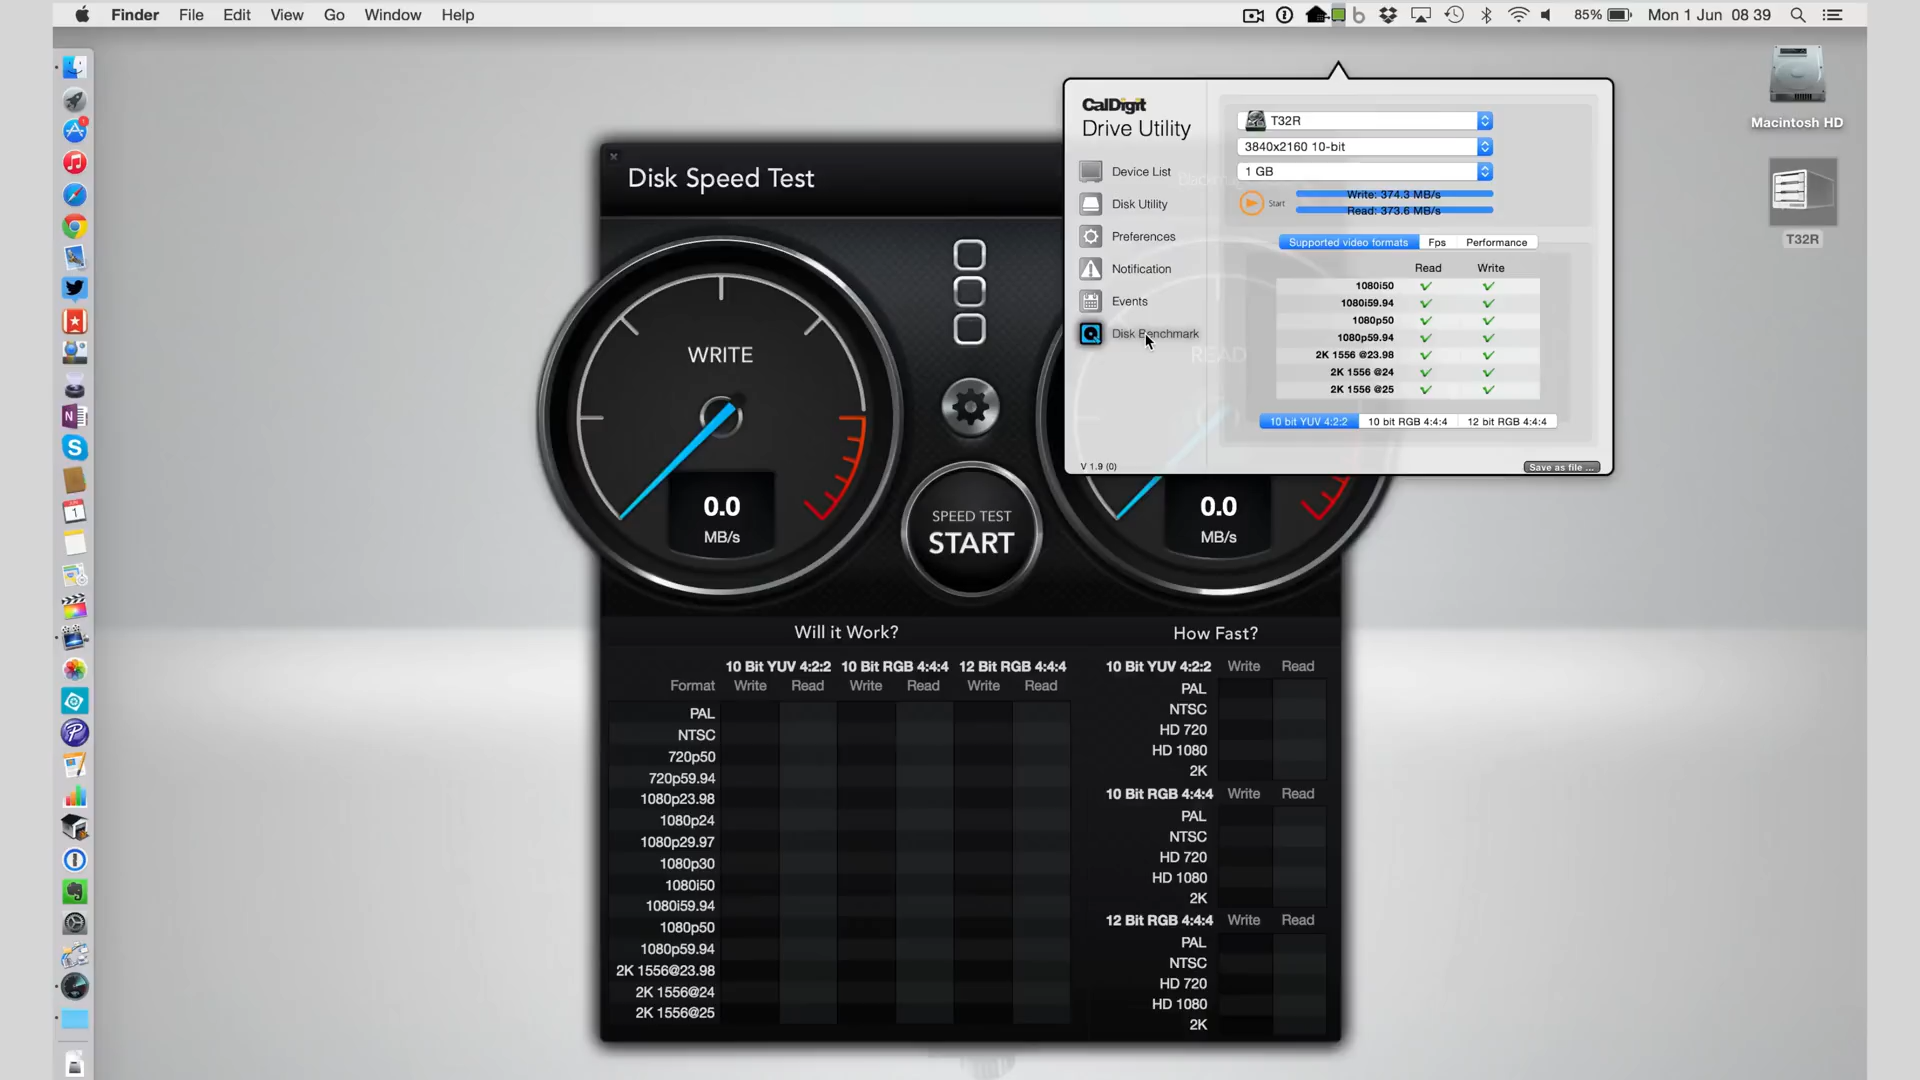 Finder File Edit View Go Window Help
85% Mon 1 Jun 08 39
Macintosh HD
T32R
CalDigit
Drive Utility
Device List
Disk Utility
Preferences
Notification
Events
Disk Benchmark
V 1.9 (0)
T32R
3840x2160 10-bit
1 GB
Start
Write: 374.3 MB/s
Read: 373.6 MB/s
Supported video formats Fps Performance
Read Write
1080i50
1080i59.94
1080p50
1080p59.94
2K 1556 @23.98
2K 1556 @24
2K 1556 @25
10 bit YUV 4:2:2 10 bit RGB 4:4:4 12 bit RGB 4:4:4
Save as file ...
Disk Speed Test
WRITE
0.0
MB/s
SPEED TEST
START
READ
0.0
MB/s
Will it Work?
10 Bit YUV 4:2:2 10 Bit RGB 4:4:4 12 Bit RGB 4:4:4
Format Write Read Write Read Write Read
PAL
NTSC
720p50
720p59.94
1080p23.98
1080p24
1080p29.97
1080p30
1080i50
1080i59.94
1080p50
1080p59.94
2K 1556@23.98
2K 1556@24
2K 1556@25
How Fast?
10 Bit YUV 4:2:2 Write Read
PAL
NTSC
HD 720
HD 1080
2K
10 Bit RGB 4:4:4 Write Read
PAL
NTSC
HD 720
HD 1080
2K
12 Bit RGB 4:4:4 Write Read
PAL
NTSC
HD 720
HD 1080
2K